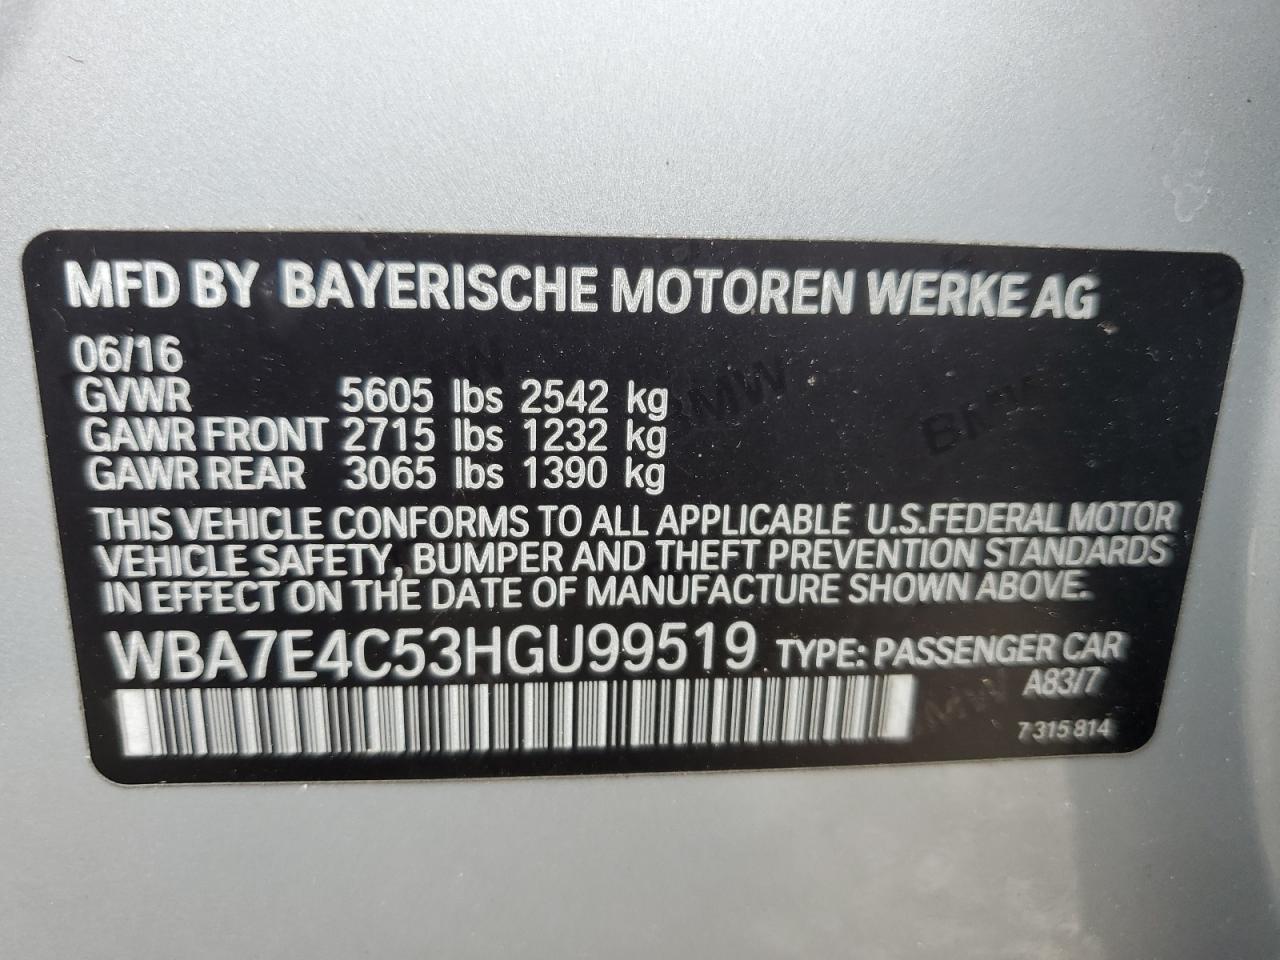 MFD BY BAYERISCHE MOTOREN WERKE AG
06/16
GVWR 5605 lbs 2542 kg
GAWR FRONT 2715 lbs 1232 kg
GAWR REAR 3065 lbs 1390 kg
THIS VEHICLE CONFORMS TO ALL APPLICABLE U.S.FEDERAL MOTOR
VEHICLE SAFETY, BUMPER AND THEFT PREVENTION STANDARDS
IN EFFECT ON THE DATE OF MANUFACTURE SHOWN ABOVE.
WBA7E4C53HGU99519 TYPE: PASSENGER CAR
A83/7
7 315 814
BMW